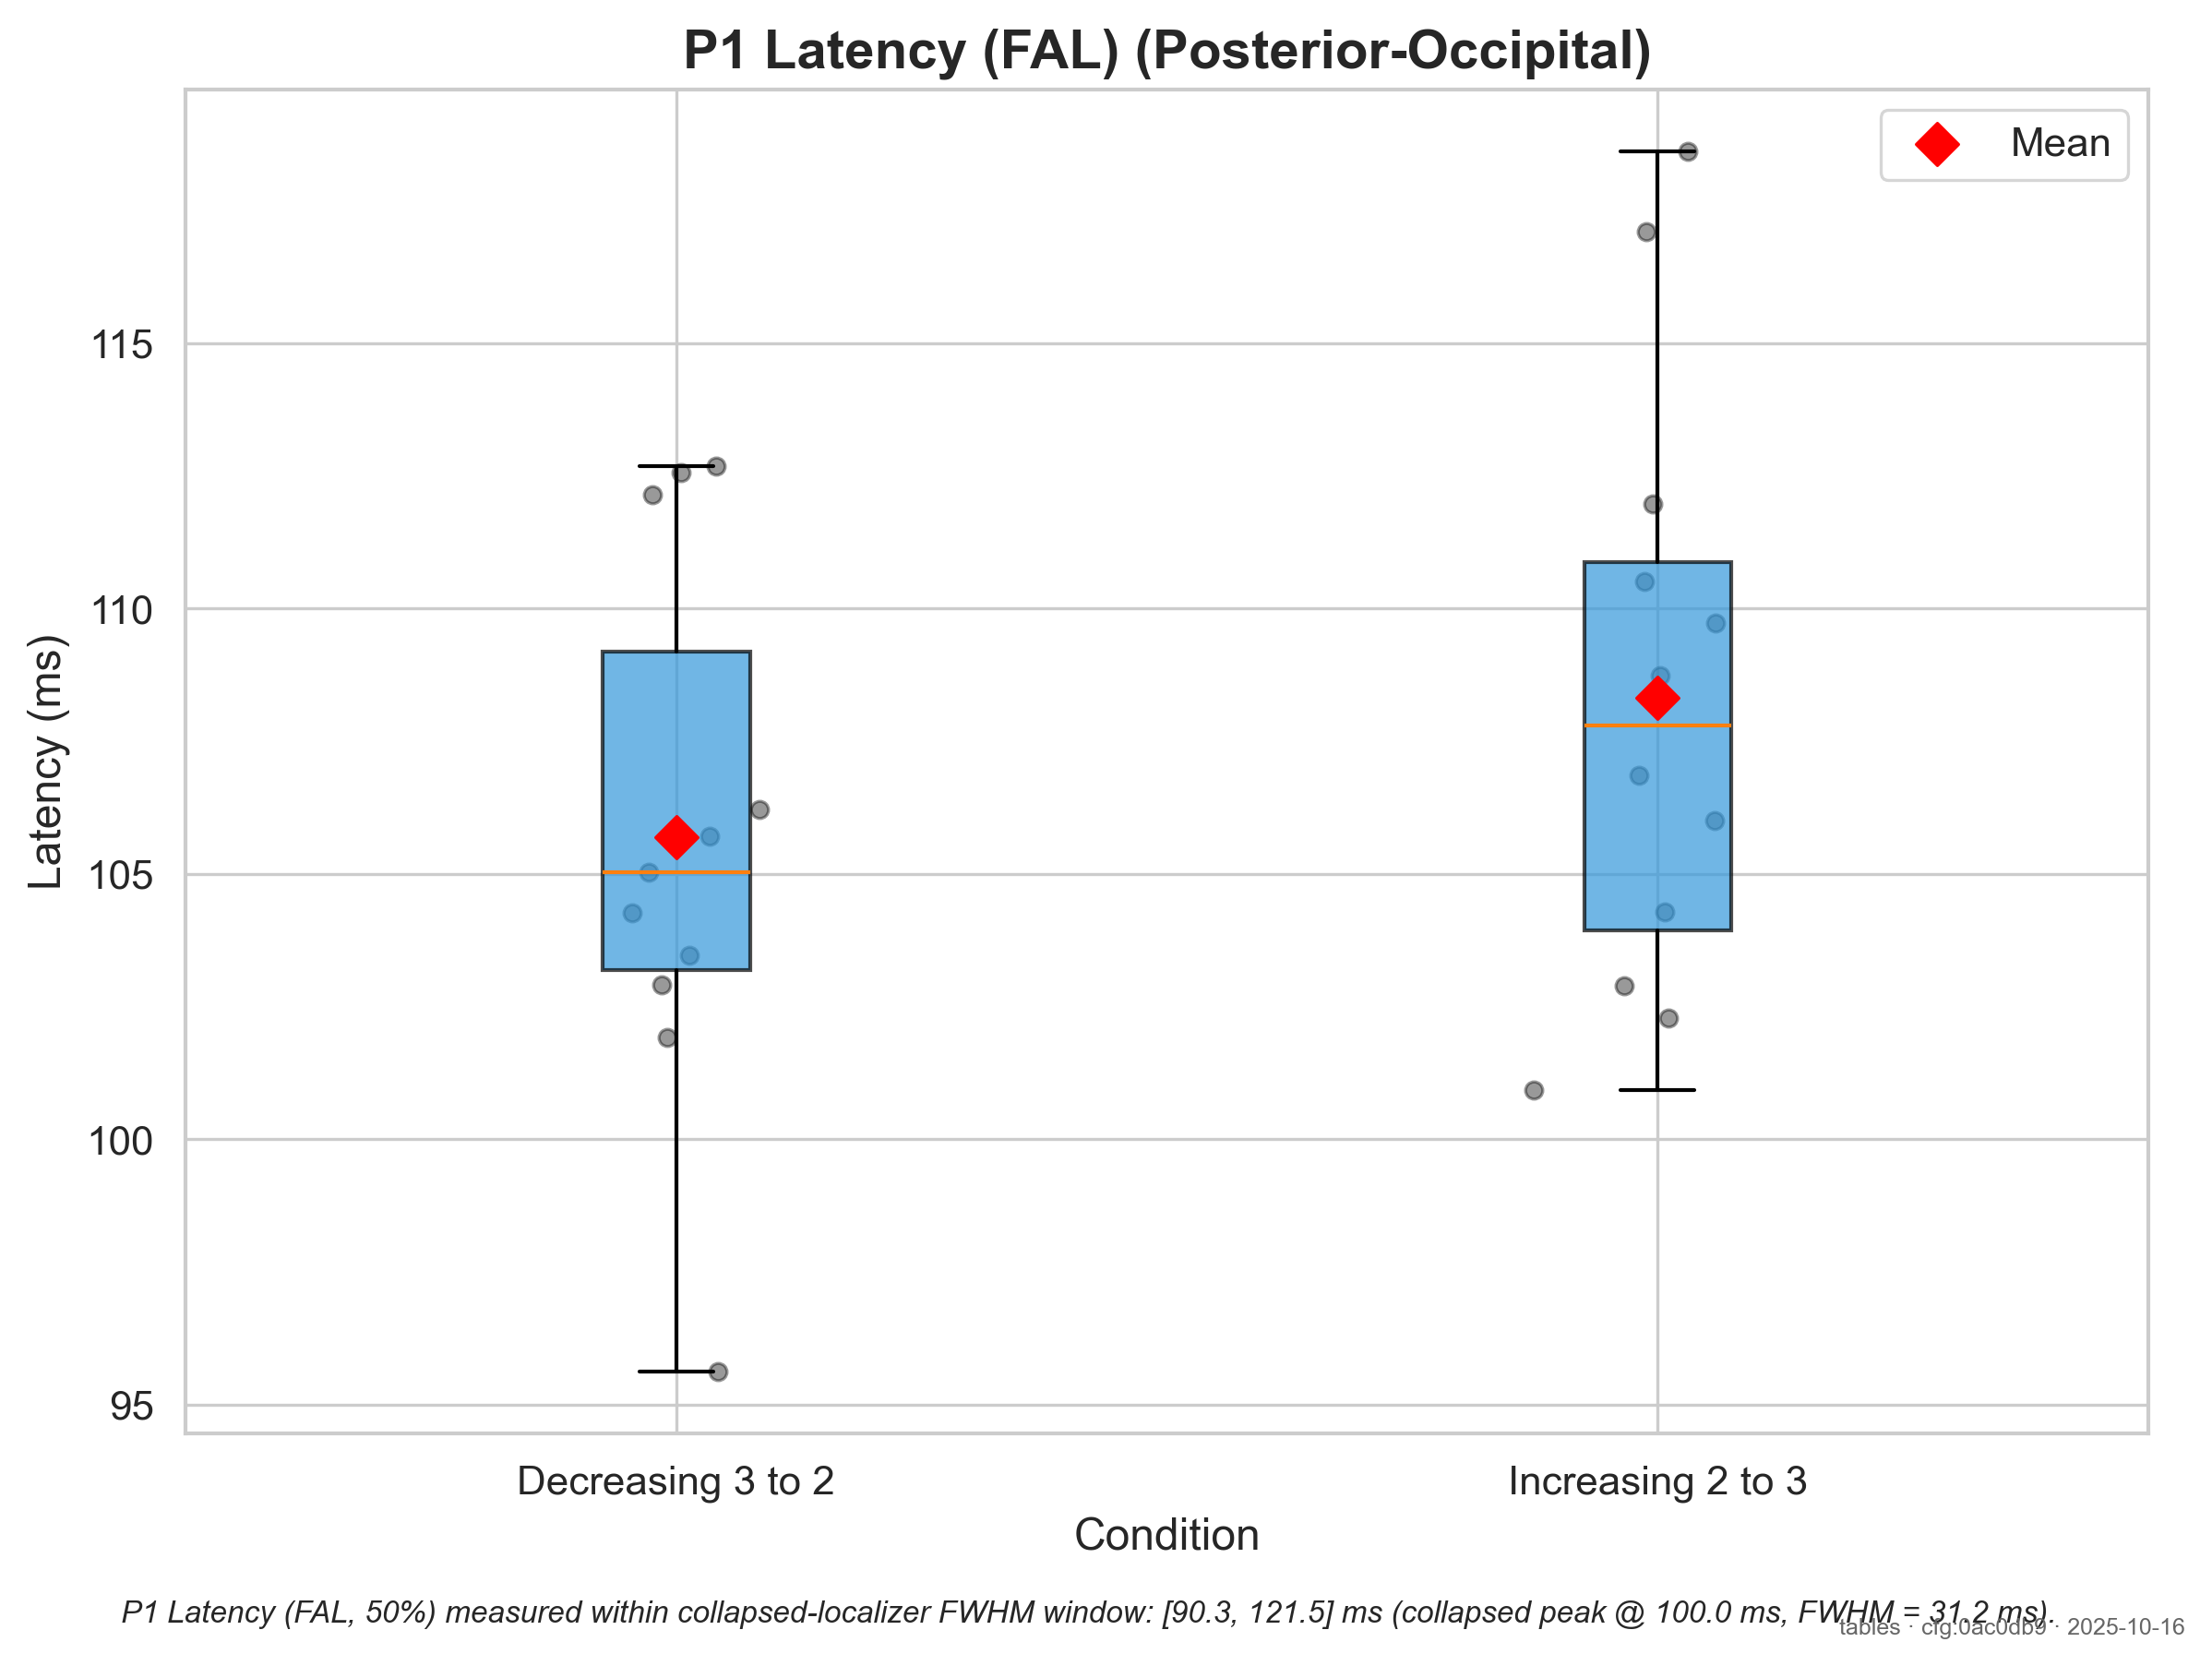 P1 Latency (FAL) (Posterior-Occipital)
Mean
Latency (ms)
115
110
105
100
95
Decreasing 3 to 2
Increasing 2 to 3
Condition
P1 Latency (FAL, 50%) measured within collapsed-localizer FWHM window: [90.3, 121.5] ms (collapsed peak @ 100.0 ms, FWHM = 31.2 ms).
tables · cfg:0ac0db9 · 2025-10-16